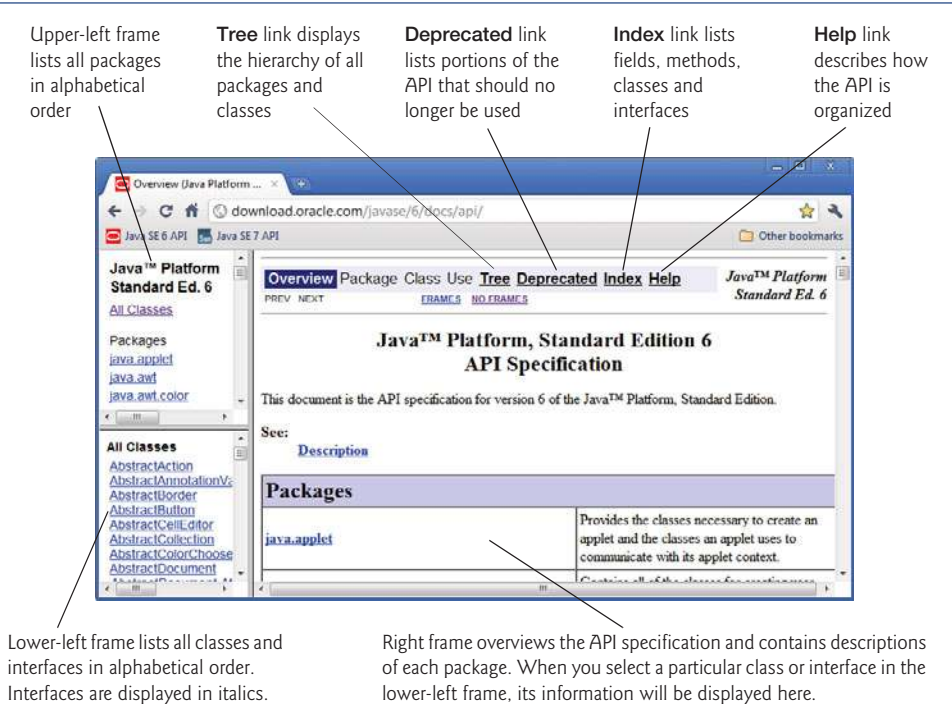 Upper-left frame
lists all packages
in alphabetical
order
Tree link displays
the hierarchy of all
packages and
classes
Deprecated link
lists portions of the
API that should no
longer be used
Index link lists
fields, methods,
classes and
interfaces
Help link
describes how
the API is
organized
Overview (Java Platform ...
download.oracle.com/javase/6/docs/api/
Java SE 6 API Java SE 7 API Other bookmarks
Java™ Platform
Standard Ed. 6
All Classes
Packages
java.applet
java.awt
java.awt.color
All Classes
AbstractAction
AbstractAnnotationVa
AbstractBorder
AbstractButton
AbstractCellEditor
AbstractCollection
AbstractColorChoose
AbstractDocument
Overview Package Class Use Tree Deprecated Index Help
PREV NEXT FRAMES NO FRAMES
Java™ Platform
Standard Ed. 6
Java™ Platform, Standard Edition 6
API Specification
This document is the API specification for version 6 of the Java™ Platform, Standard Edition.
See:
Description
Packages
java.applet
Provides the classes necessary to create an
applet and the classes an applet uses to
communicate with its applet context.
Lower-left frame lists all classes and
interfaces in alphabetical order.
Interfaces are displayed in italics.
Right frame overviews the API specification and contains descriptions
of each package. When you select a particular class or interface in the
lower-left frame, its information will be displayed here.